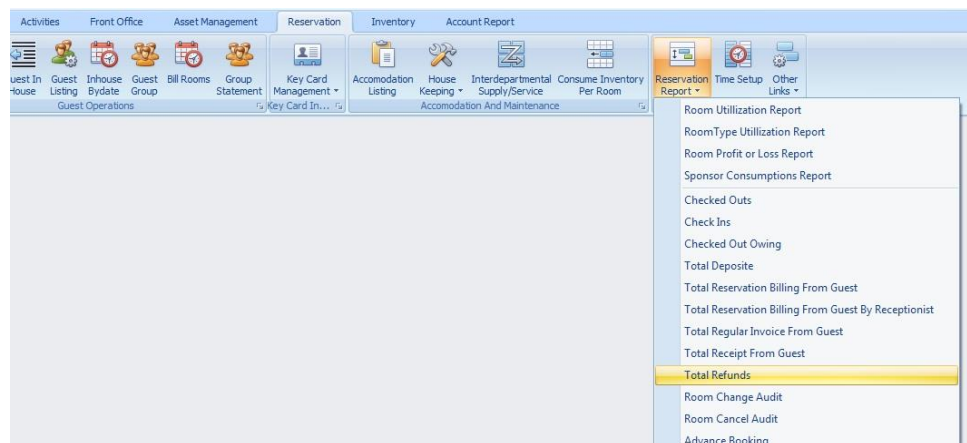 Activities Front Office Asset Management Reservation Inventory Account Report
uest In Guest Inhouse Guest Bill Rooms Group Key Card Accomodation House Interdepartmental Consume Inventory Reservation Time Setup Other
House Listing Bydate Group Statement Management Listing Keeping Supply/Service Per Room Report Links
Guest Operations Key Card In... Accomodation And Maintenance
Room Utillization Report
RoomType Utillization Report
Room Profit or Loss Report
Sponsor Consumptions Report
Checked Outs
Check Ins
Checked Out Owing
Total Deposite
Total Reservation Billing From Guest
Total Reservation Billing From Guest By Receptionist
Total Regular Invoice From Guest
Total Receipt From Guest
Total Refunds
Room Change Audit
Room Cancel Audit
Advance Booking